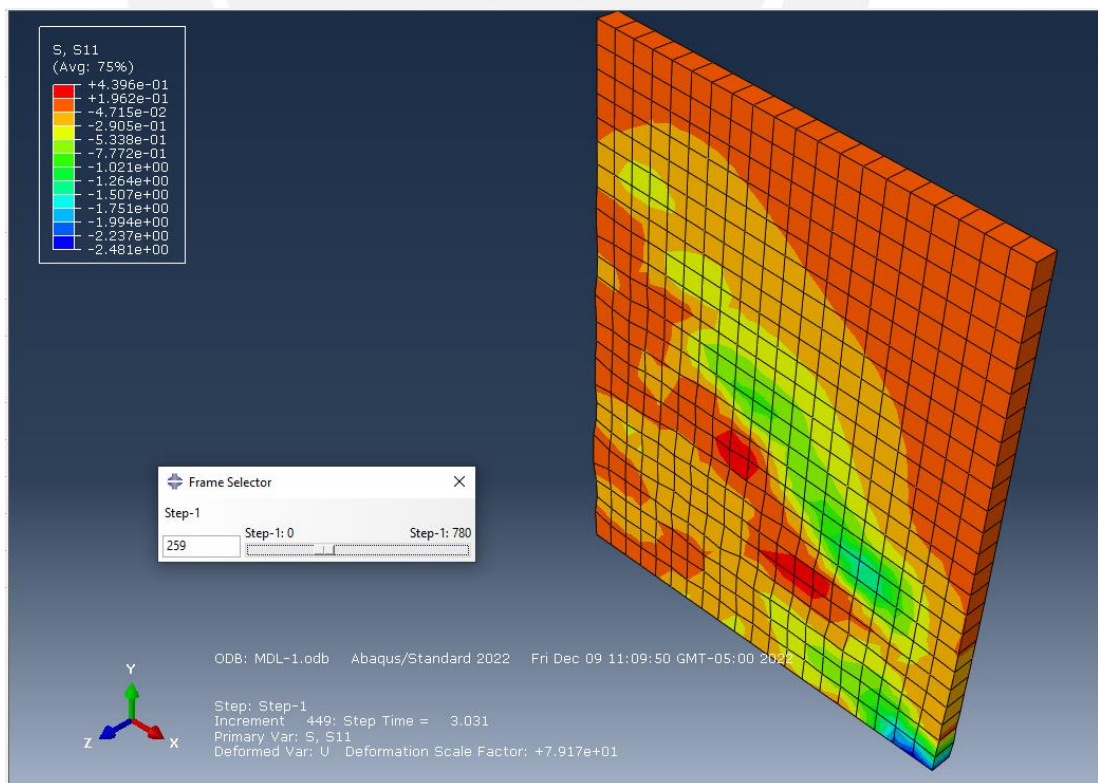 S, S11
(Avg: 75%)
+4.396e-01
+1.962e-01
-4.715e-02
-2.905e-01
-5.338e-01
-7.772e-01
-1.021e+00
-1.264e+00
-1.507e+00
-1.751e+00
-1.994e+00
-2.237e+00
-2.481e+00
Frame Selector
Step-1
Step-1: 0 Step-1: 780
259
ODB: MDL-1.odb Abaqus/Standard 2022 Fri Dec 09 11:09:50 GMT-05:00 2022
Y
Z X
Step: Step-1
Increment 449: Step Time = 3.031
Primary Var: S, S11
Deformed Var: U Deformation Scale Factor: +7.917e+01